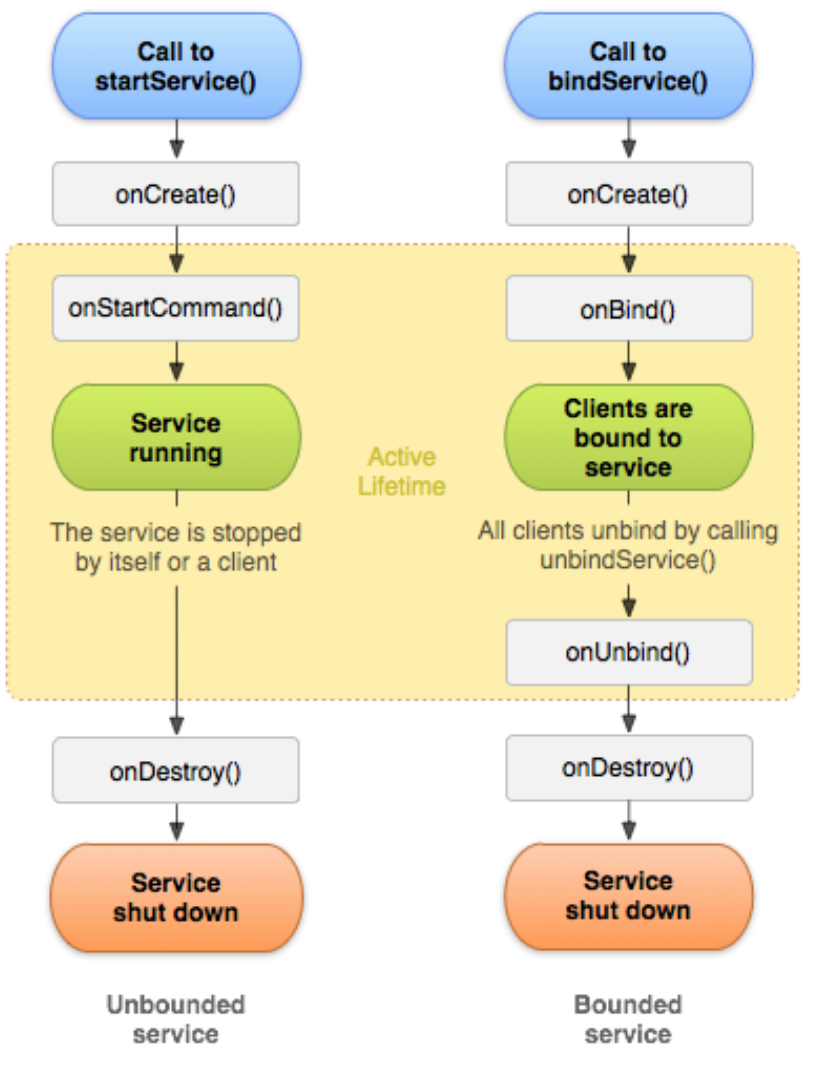 Call to
startService()
onCreate()
onStartCommand()
Service
running
The service is stopped
by itself or a client
onDestroy()
Service
shut down
Unbounded
service
Active
Lifetime
Call to
bindService()
onCreate()
onBind()
Clients are
bound to
service
All clients unbind by calling
unbindService()
onUnbind()
onDestroy()
Service
shut down
Bounded
service